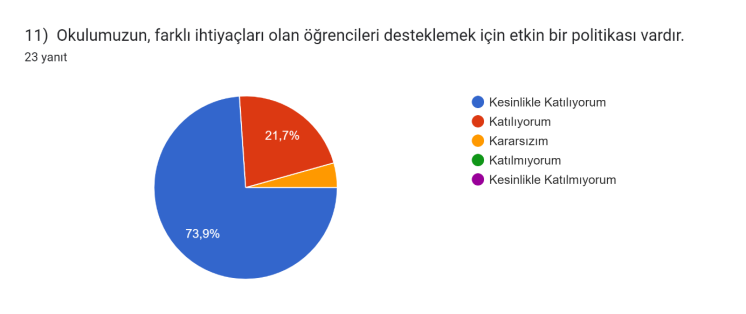 11) Okulumuzun, farklı ihtiyaçları olan öğrencileri desteklemek için etkin bir politikası vardır.
23 yanıt
Kesinlikle Katılıyorum
Katılıyorum
Kararsızım
Katılmıyorum
Kesinlikle Katılmıyorum
21,7%
73,9%